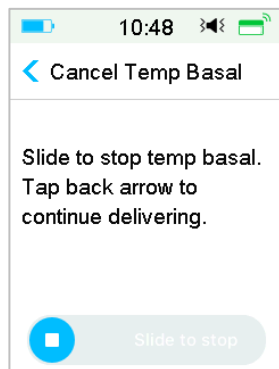 10:48
Cancel Temp Basal
Slide to stop temp basal.
Tap back arrow to
continue delivering.
Slide to stop